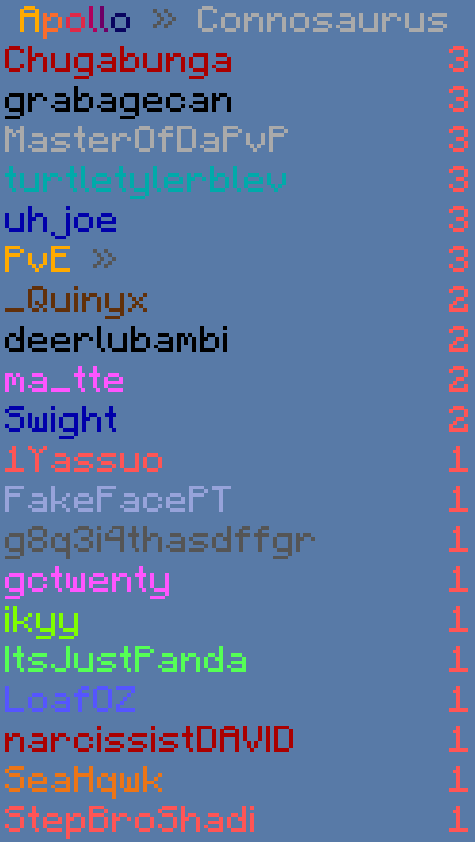 Apollo » Connosaurus
Chugabunga 3
grabagecan 3
MasterOfDaPvP 3
turtletylerblev 3
uhjoe 3
PvE » 3
_Quinyx 2
deerlubambi 2
ma_tte 2
Swight 2
1Yassuo 1
FakeFacePT 1
g8q3i4thasdffgr 1
gctwenty 1
ikyy 1
ItsJustPanda 1
LoafOZ 1
narcissistDAVID 1
SeaHqwk 1
StepBroShadi 1